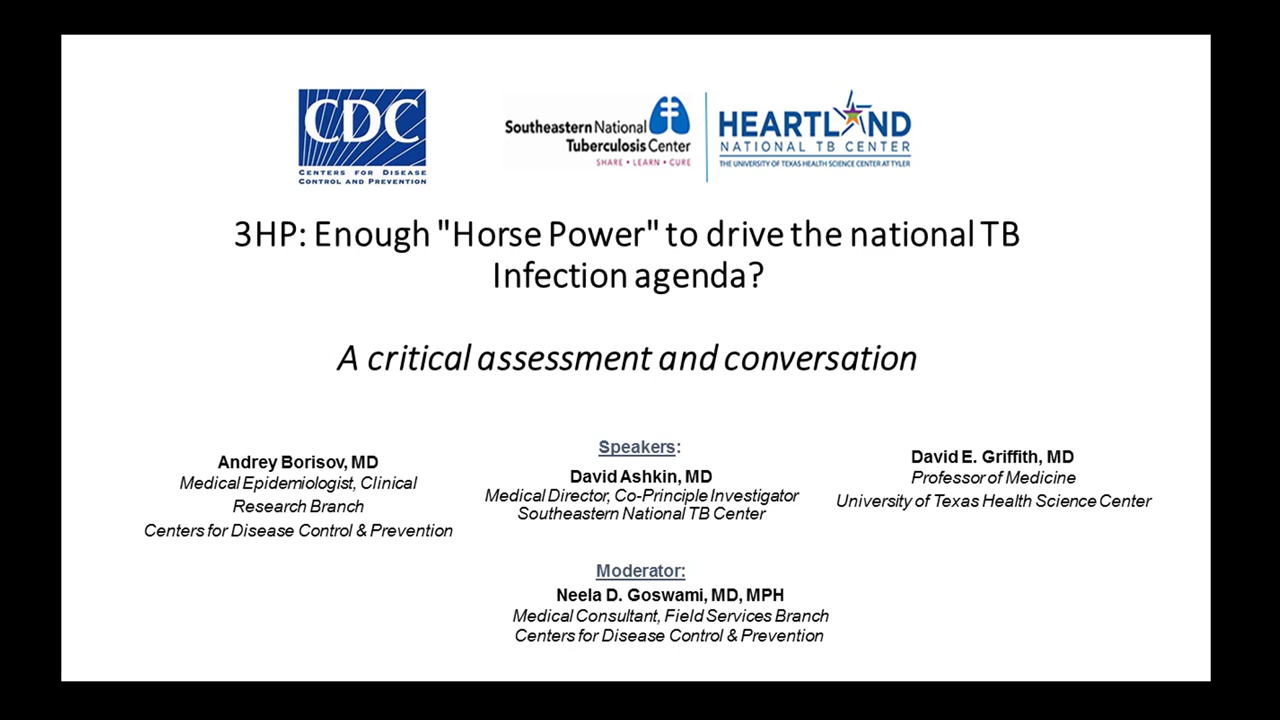 CDC
CENTERS FOR DISEASE
CONTROL AND PREVENTION
Southeastern National
Tuberculosis Center
SHARE • LEARN • CURE
HEARTLAND
NATIONAL TB CENTER
THE UNIVERSITY OF TEXAS HEALTH SCIENCE CENTER AT TYLER
3HP: Enough "Horse Power" to drive the national TB
Infection agenda?
A critical assessment and conversation
Andrey Borisov, MD
Medical Epidemiologist, Clinical
Research Branch
Centers for Disease Control & Prevention
Speakers:
David Ashkin, MD
Medical Director, Co-Principle Investigator
Southeastern National TB Center
David E. Griffith, MD
Professor of Medicine
University of Texas Health Science Center
Moderator:
Neela D. Goswami, MD, MPH
Medical Consultant, Field Services Branch
Centers for Disease Control & Prevention